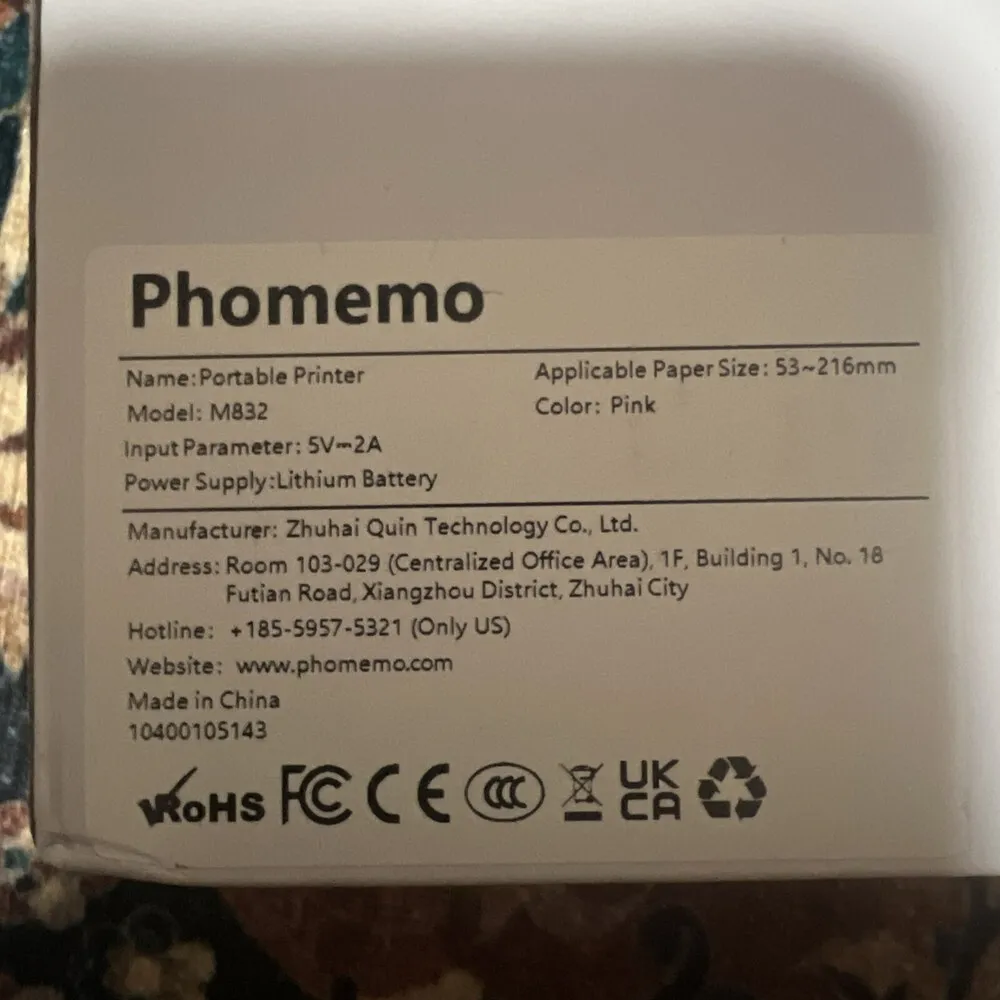 Phomemo
Name:Portable Printer
Applicable Paper Size: 53~216mm
Model: M832
Color: Pink
Input Parameter: 5V⎓2A
Power Supply:Lithium Battery
Manufacturer: Zhuhai Quin Technology Co., Ltd.
Address: Room 103-029 (Centralized Office Area), 1F, Building 1, No. 18
Futian Road, Xiangzhou District, Zhuhai City
Hotline: +185-5957-5321 (Only US)
Website: www.phomemo.com
Made in China
10400105143
RoHS FC CE CCC UK
CA